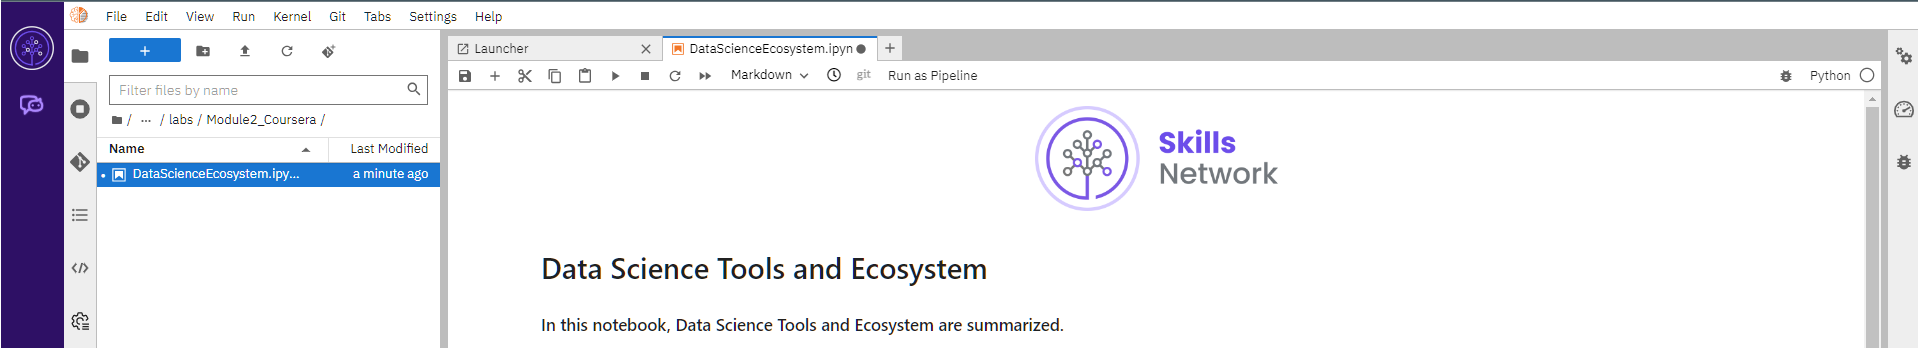 File Edit View Run Kernel Git Tabs Settings Help
Launcher DataScienceEcosystem.ipyn
Markdown git Run as Pipeline Python
Filter files by name
/ ... / labs / Module2_Coursera /
Name Last Modified
DataScienceEcosystem.ipy... a minute ago
Skills
Network
Data Science Tools and Ecosystem
In this notebook, Data Science Tools and Ecosystem are summarized.